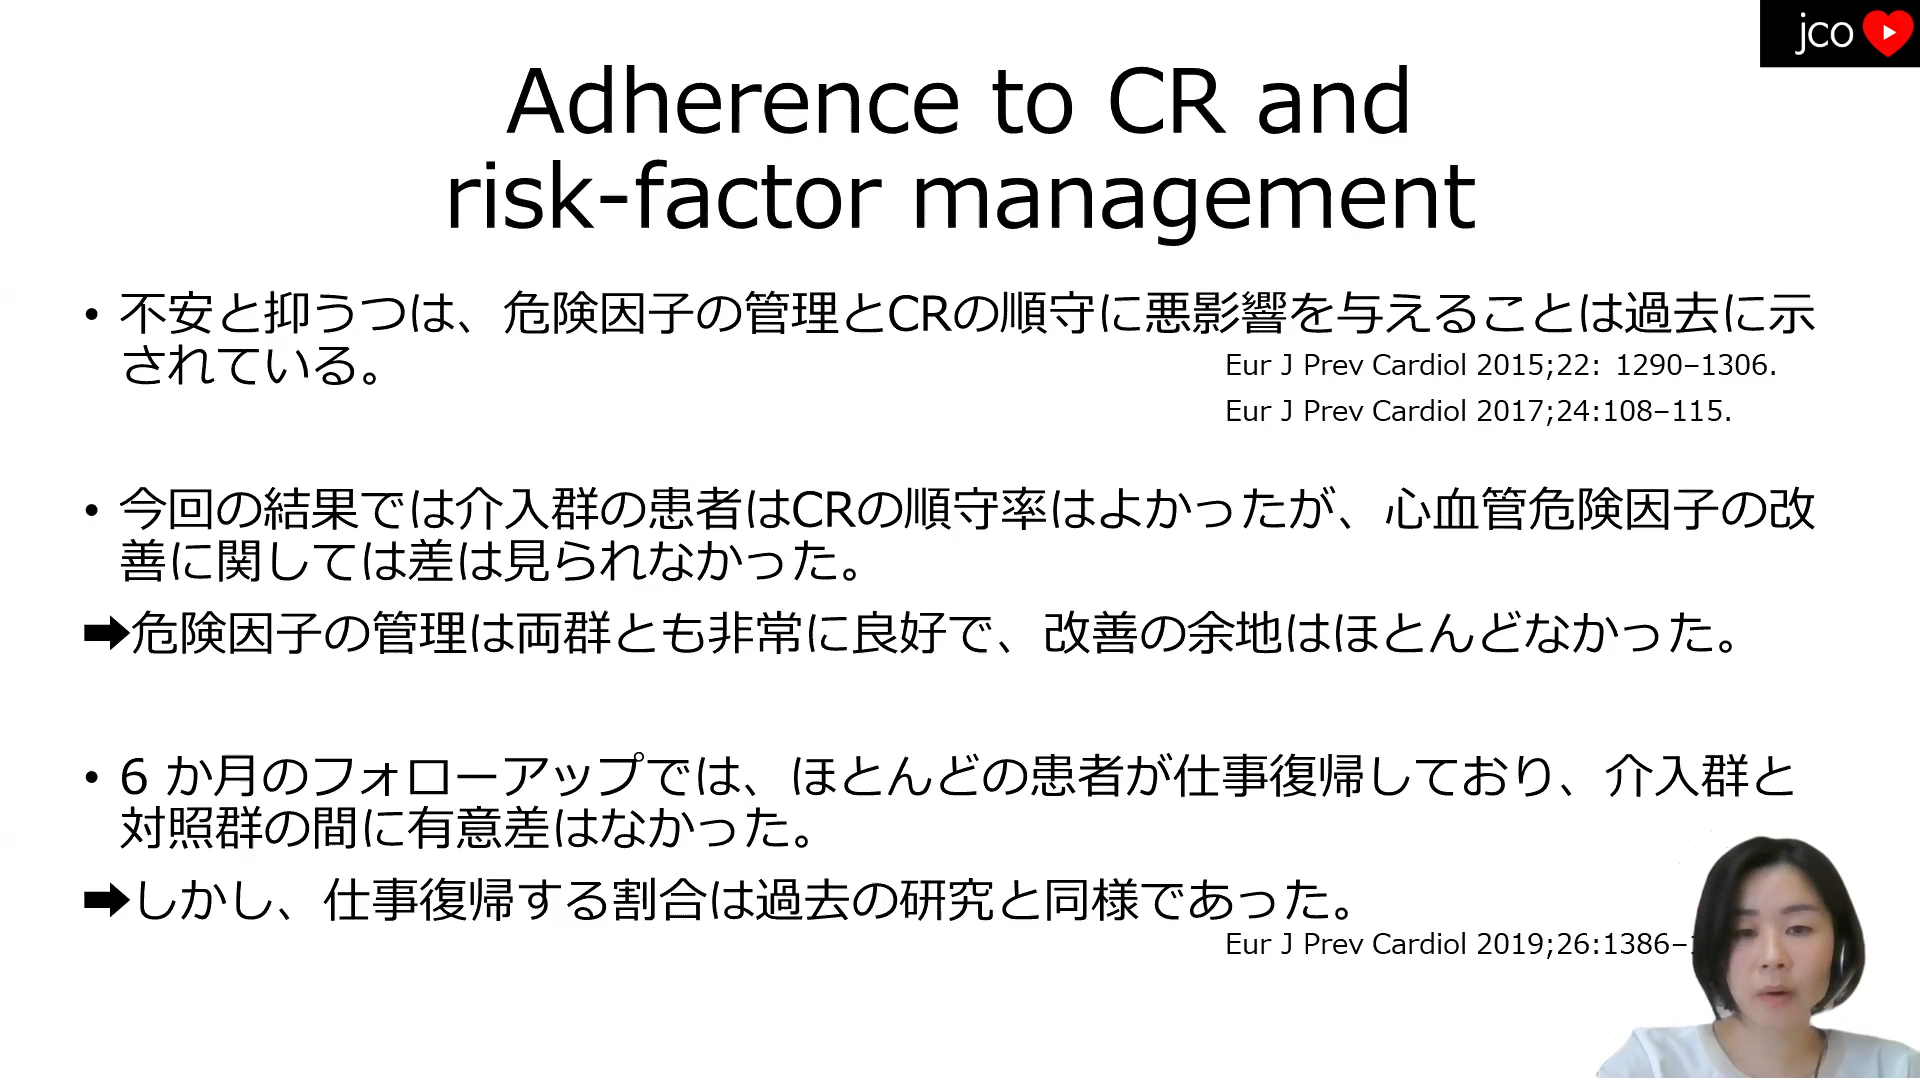 jco
Adherence to CR and
risk-factor management
• 不安と抑うつは、危険因子の管理とCRの順守に悪影響を与えることは過去に示
されている。
Eur J Prev Cardiol 2015;22: 1290–1306.
Eur J Prev Cardiol 2017;24:108–115.
• 今回の結果では介入群の患者はCRの順守率はよかったが、心血管危険因子の改
善に関しては差は見られなかった。
➡危険因子の管理は両群とも非常に良好で、改善の余地はほとんどなかった。
• 6 か月のフォローアップでは、ほとんどの患者が仕事復帰しており、介入群と
対照群の間に有意差はなかった。
➡しかし、仕事復帰する割合は過去の研究と同様であった。
Eur J Prev Cardiol 2019;26:1386–